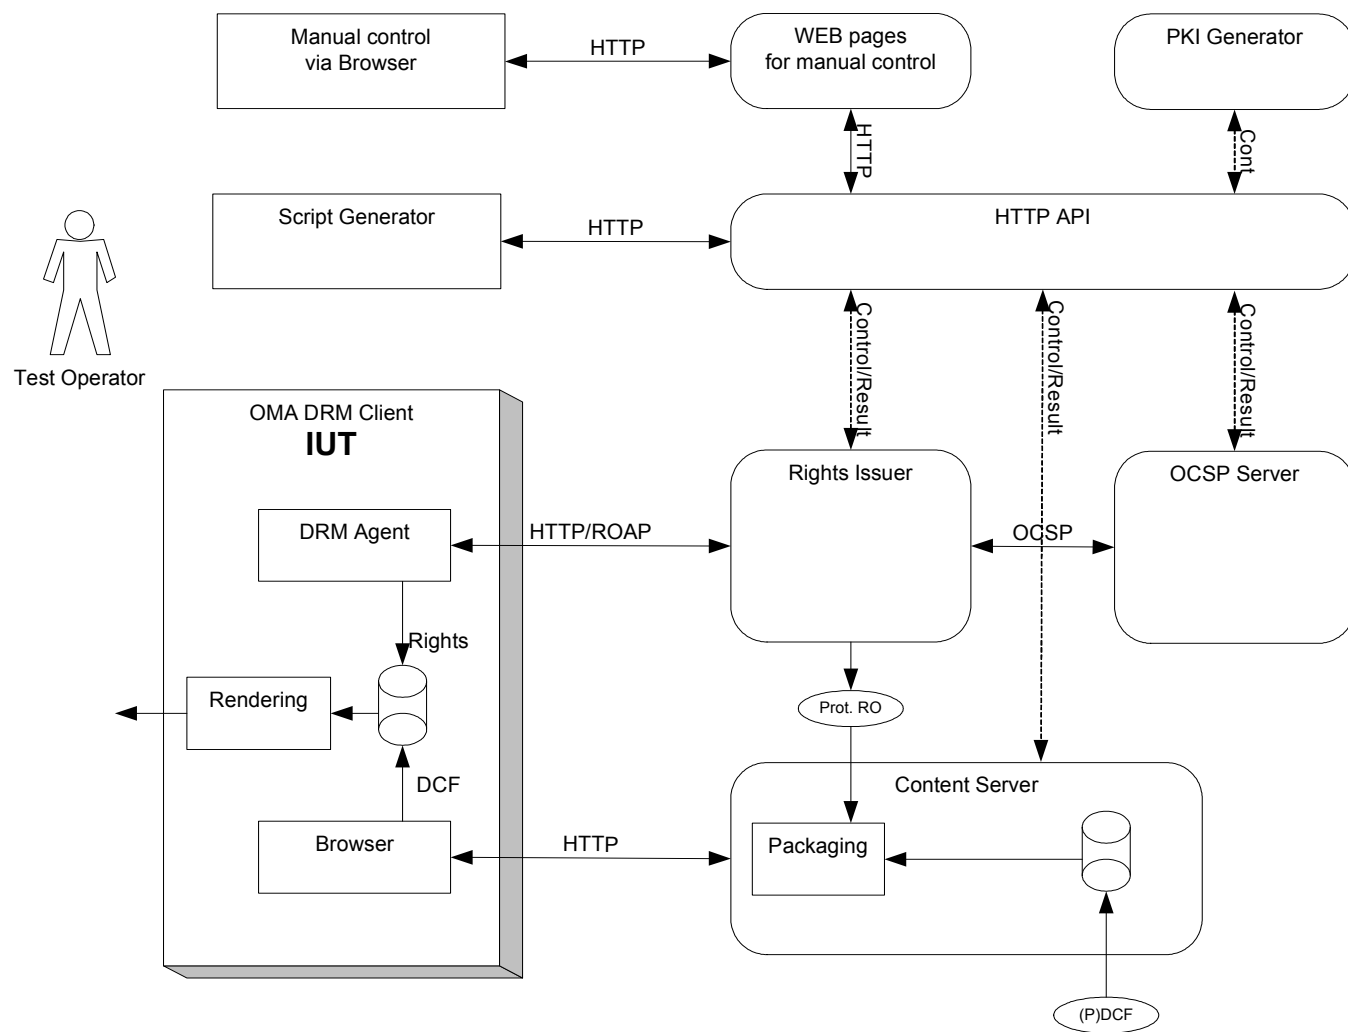 Manual control
via Browser
HTTP
WEB pages
for manual control
PKI Generator
HTTP
Cont
Script Generator
HTTP
HTTP API
Test Operator
Control/Result
Control/Result
Control/Result
OMA DRM Client
IUT
DRM Agent
HTTP/ROAP
Rights Issuer
OCSP
OCSP Server
Rights
Rendering
Prot. RO
DCF
Content Server
Browser
HTTP
Packaging
(P)DCF